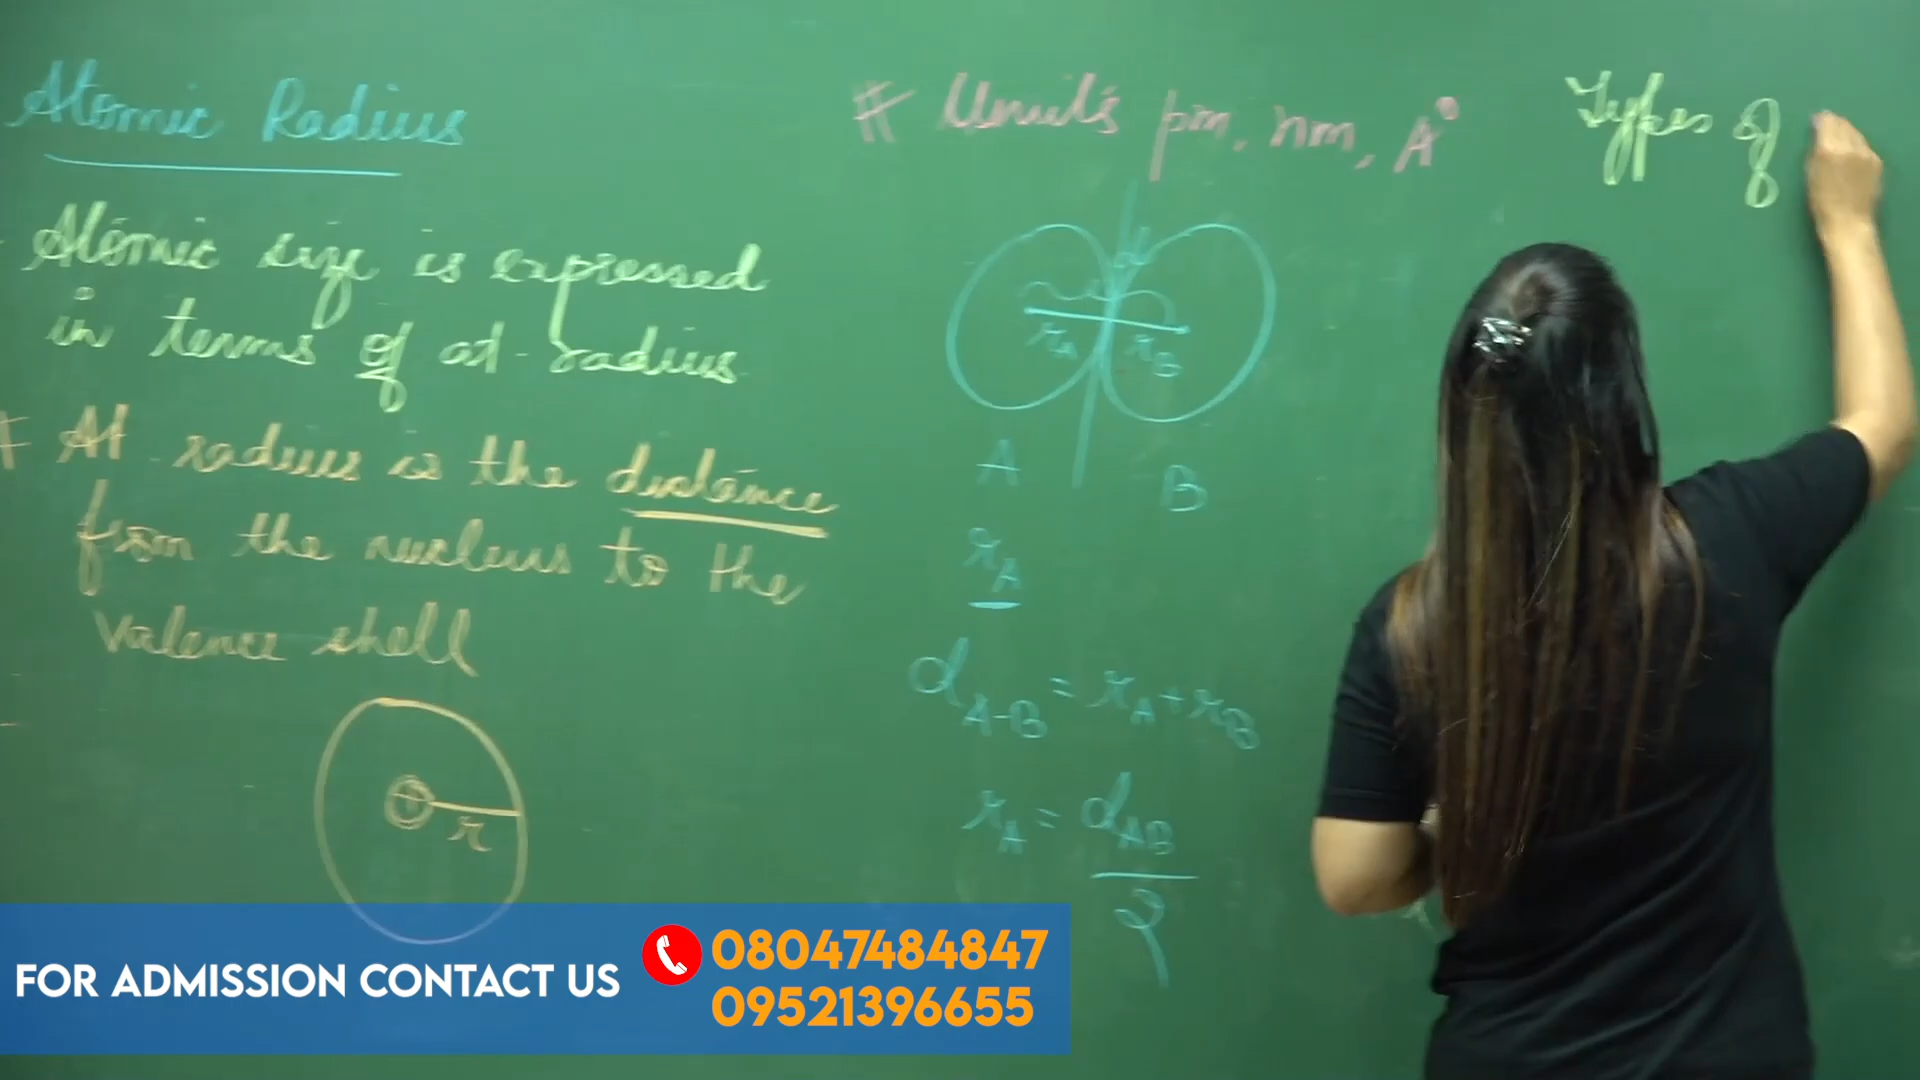 Atomic Radius
Atomic size is expressed
in terms of at. radius.
# At. radius is the distance
from the nucleus to the
valence shell
r
# Units pm, nm, A°
d
rA rB
A B
rA
dA-B = rA + rB
rA = dAB
2
Types of
FOR ADMISSION CONTACT US
08047484847
09521396655